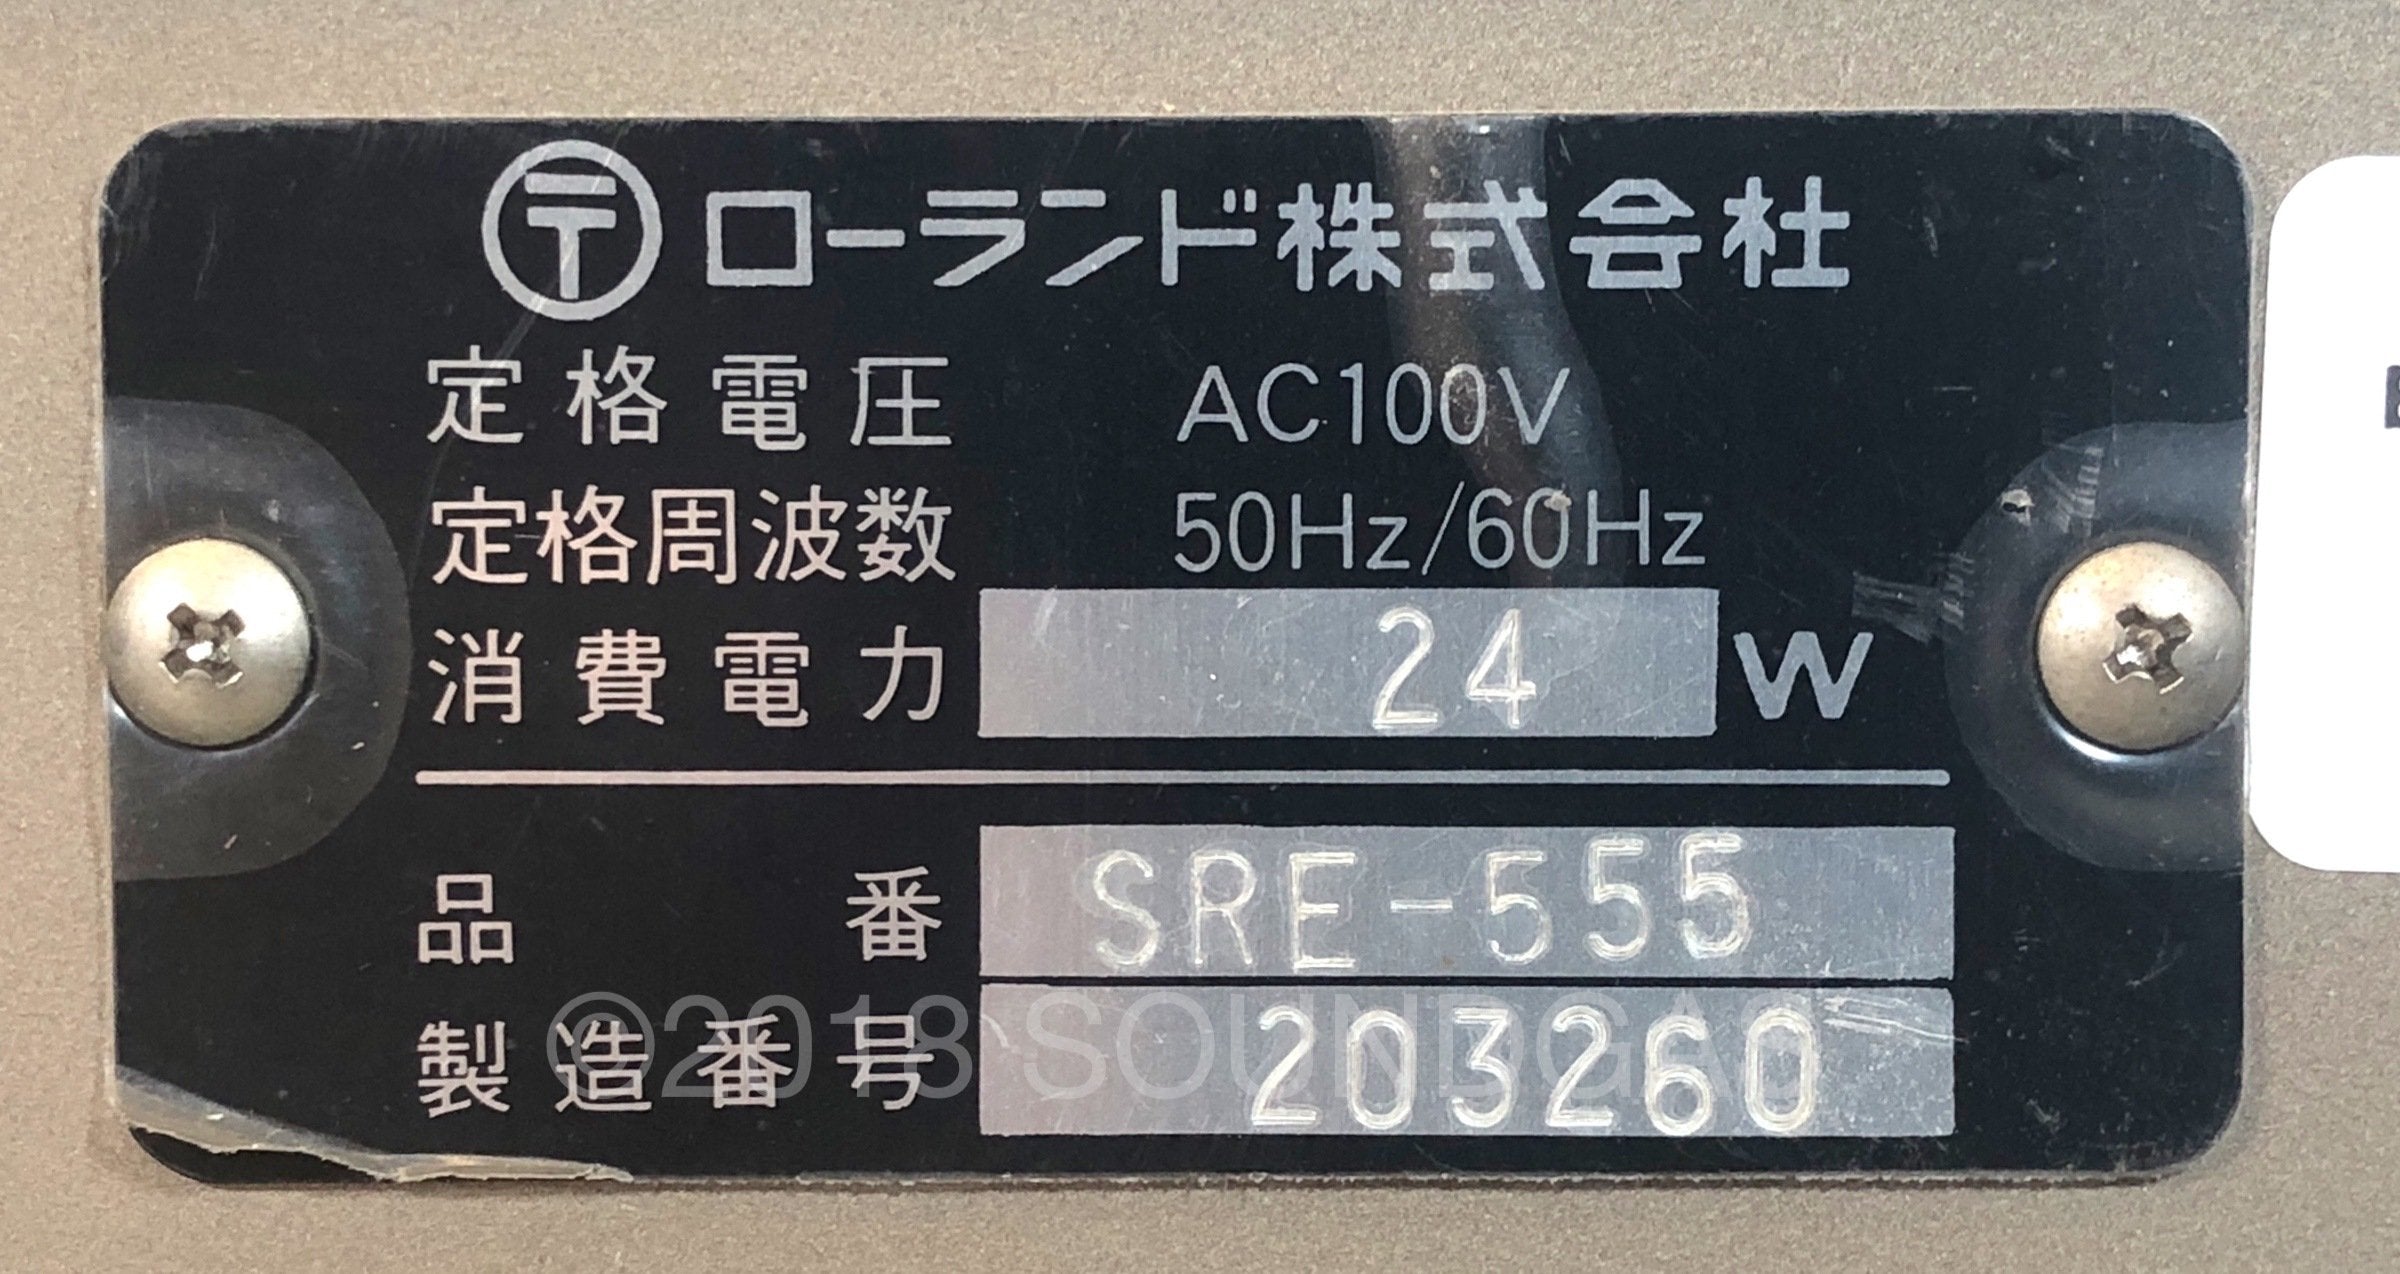 〒 ローランド株式会社
定格電圧 AC100V
定格周波数 50Hz/60Hz
消費電力 24 W
品番 SRE-555
製造番号 203260
©2018 SOUNDGAS